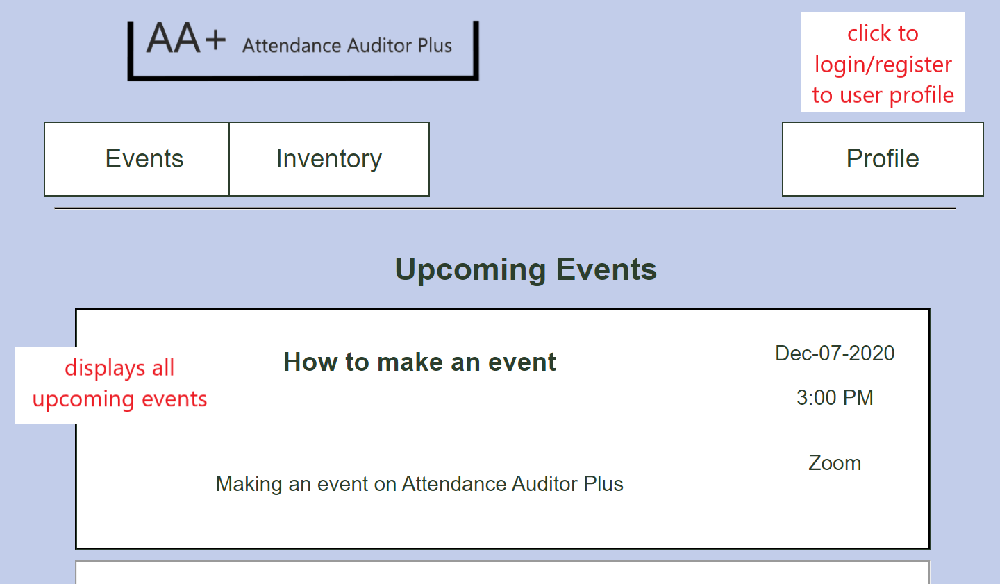 AA+ Attendance Auditor Plus
click to
login/register
to user profile
Events
Inventory
Profile
Upcoming Events
How to make an event
Dec-07-2020
displays all
upcoming events
3:00 PM
Zoom
Making an event on Attendance Auditor Plus